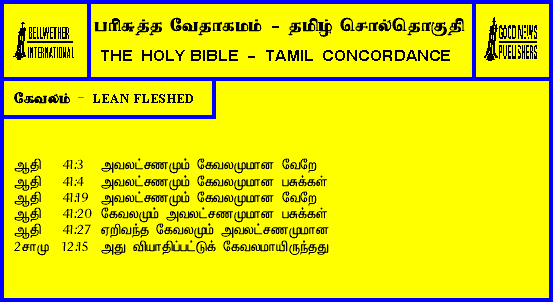 BELLWETHER
INTERNATIONAL
பரிசுத்த வேதாகமம் - தமிழ் சொல்தொகுதி
THE HOLY BIBLE - TAMIL CONCORDANCE
GOOD NEWS
PUBLISHERS
கேவலம் - LEAN FLESHED
ஆதி 41:3 அவலட்சணமும் கேவலமுமான வேறே
ஆதி 41:4 அவலட்சணமும் கேவலமுமான பசுக்கள்
ஆதி 41:19 அவலட்சணமும் கேவலமுமான வேறே
ஆதி 41:20 கேவலமும் அவலட்சணமுமான பசுக்கள்
ஆதி 41:27 ஏறிவந்த கேவலமும் அவலட்சணமுமான
2சாமு 12:15 அது வியாதிப்பட்டுக் கேவலமாயிருந்தது